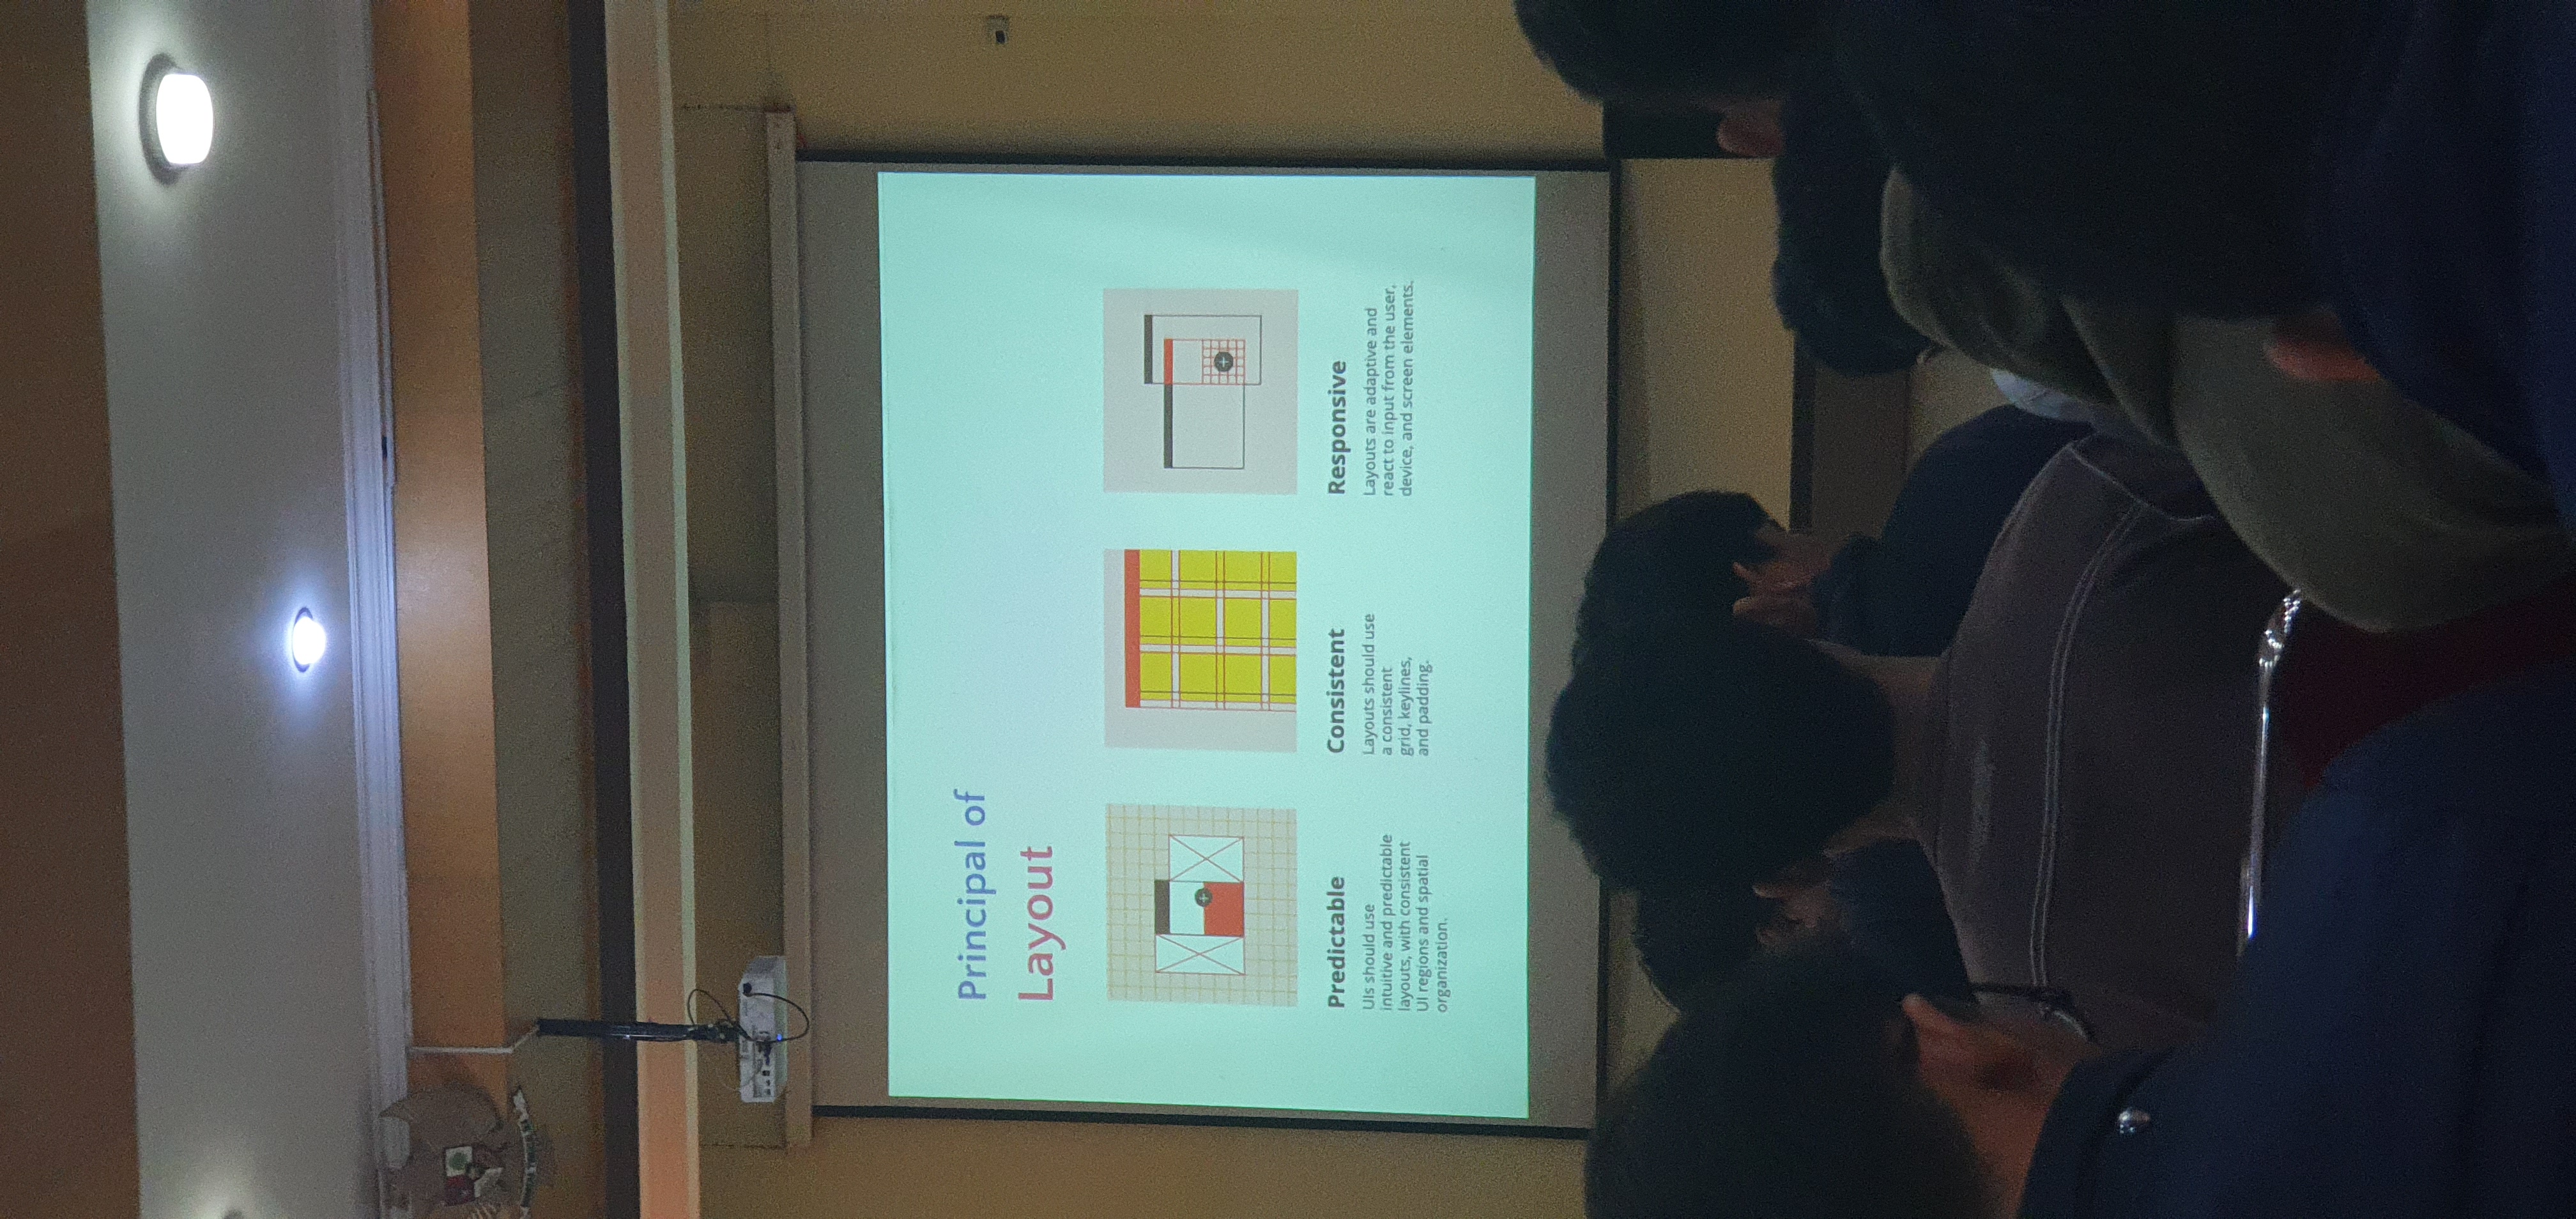 Principal of
Layout
Predictable
UIs should use
intuitive and predictable
layouts, with consistent
UI regions and spatial
organization.
Consistent
Layouts should use
a consistent
grid, keylines,
and padding.
Responsive
Layouts are adaptive and
react to input from the user,
device, and screen elements.